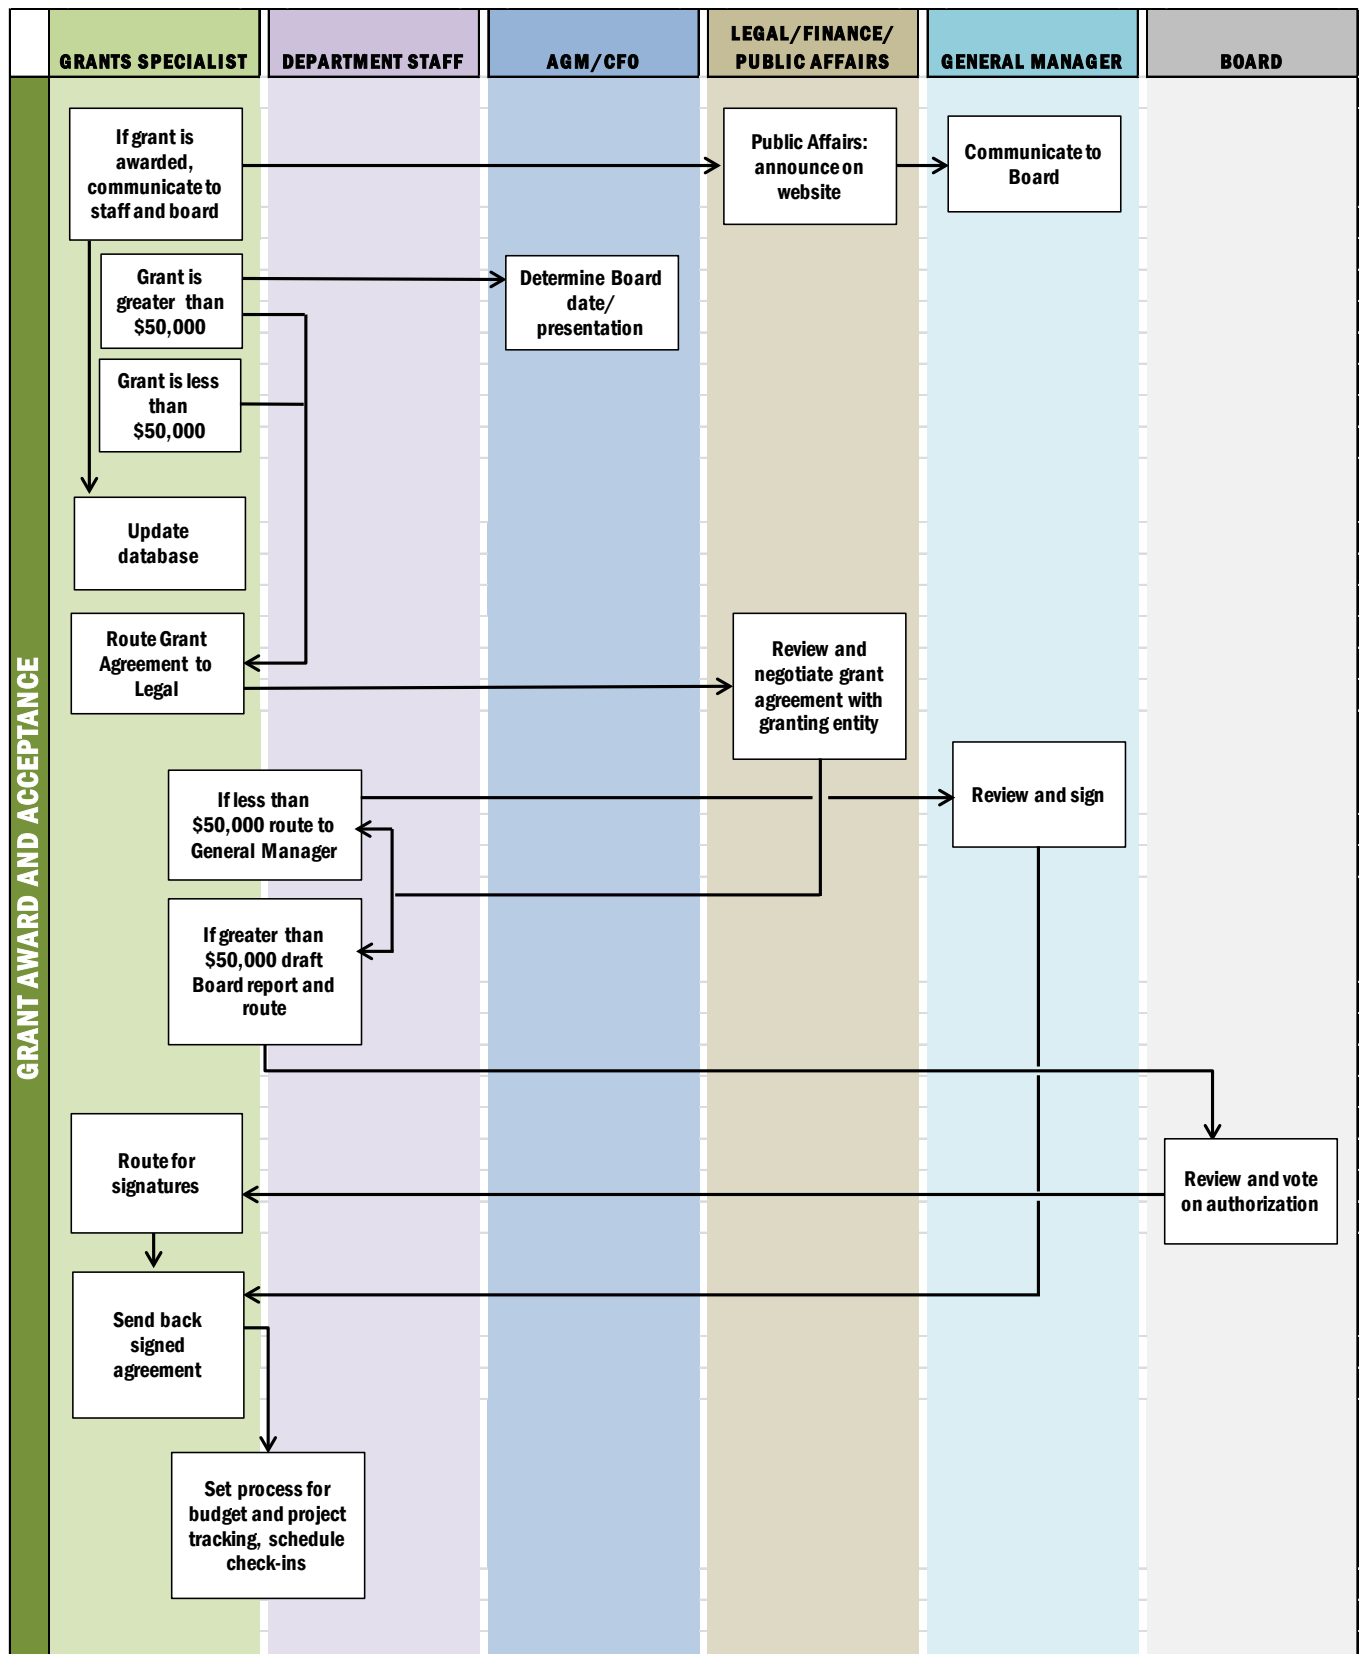 GRANTS SPECIALIST
DEPARTMENT STAFF
AGM/CFO
LEGAL/FINANCE/
PUBLIC AFFAIRS
GENERAL MANAGER
BOARD
GRANT AWARD AND ACCEPTANCE
If grant is
awarded,
communicate to
staff and board
Public Affairs:
announce on
website
Communicate to
Board
Grant is
greater than
$50,000
Determine Board
date/
presentation
Grant is less
than
$50,000
Update
database
Route Grant
Agreement to
Legal
Review and
negotiate grant
agreement with
granting entity
If less than
$50,000 route to
General Manager
Review and sign
If greater than
$50,000 draft
Board report and
route
Route for
signatures
Review and vote
on authorization
Send back
signed
agreement
Set process for
budget and project
tracking, schedule
check-ins